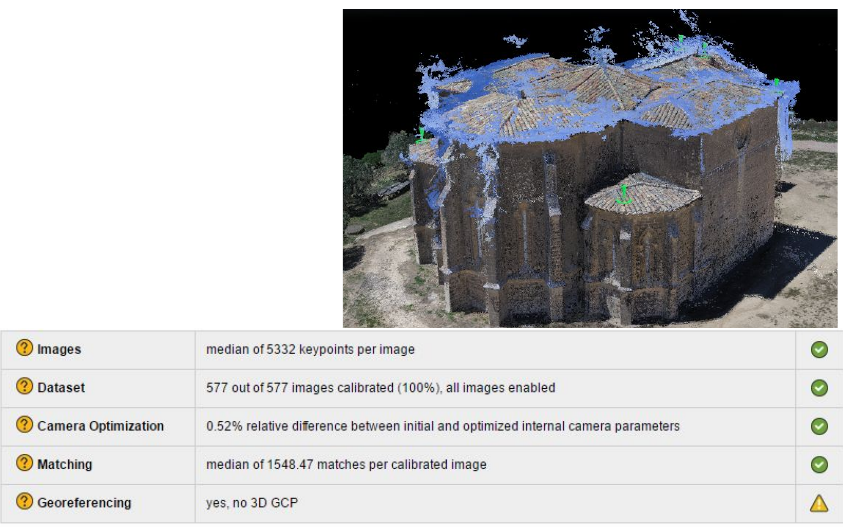 Images median of 5332 keypoints per image
Dataset 577 out of 577 images calibrated (100%), all images enabled
Camera Optimization 0.52% relative difference between initial and optimized internal camera parameters
Matching median of 1548.47 matches per calibrated image
Georeferencing yes, no 3D GCP